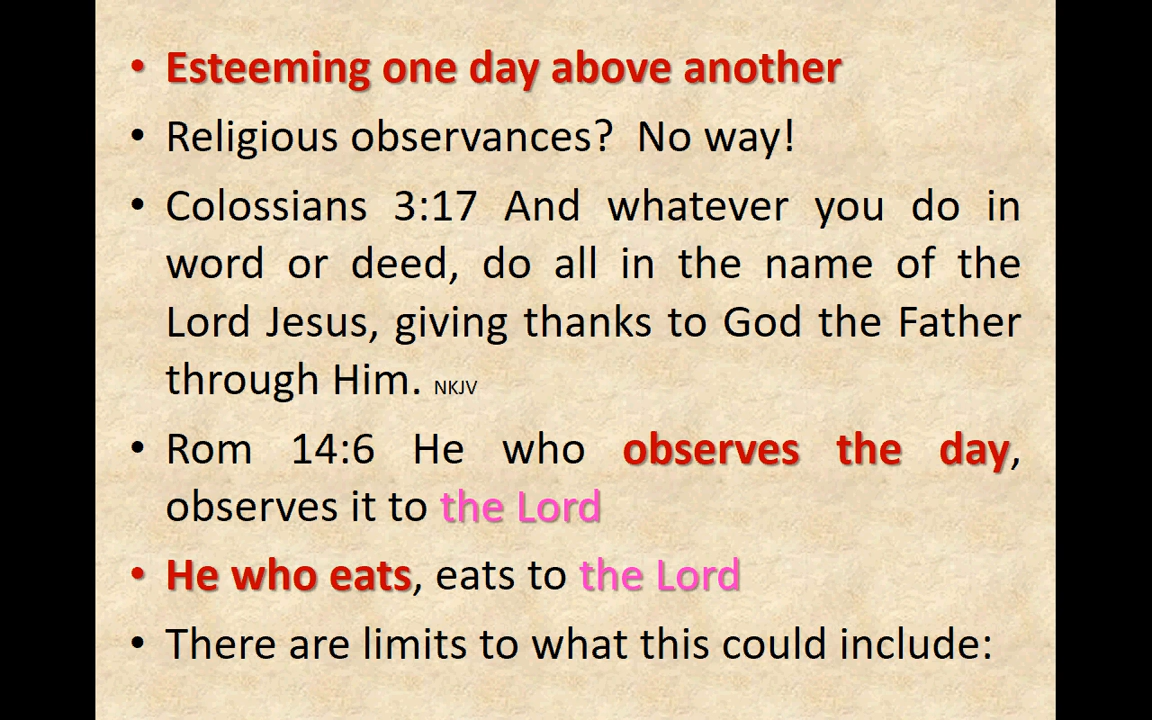 • Esteeming one day above another
• Religious observances?  No way!
• Colossians 3:17 And whatever you do in
word or deed, do all in the name of the
Lord Jesus, giving thanks to God the Father
through Him. NKJV
• Rom 14:6 He who observes the day,
observes it to the Lord
• He who eats, eats to the Lord
• There are limits to what this could include: